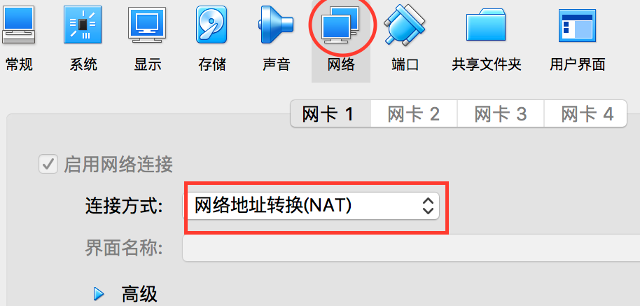 常规 系统 显示 存储 声音 网络 端口 共享文件夹 用户界面
网卡 1 网卡 2 网卡 3 网卡 4
启用网络连接
连接方式: 网络地址转换(NAT)
界面名称:
高级